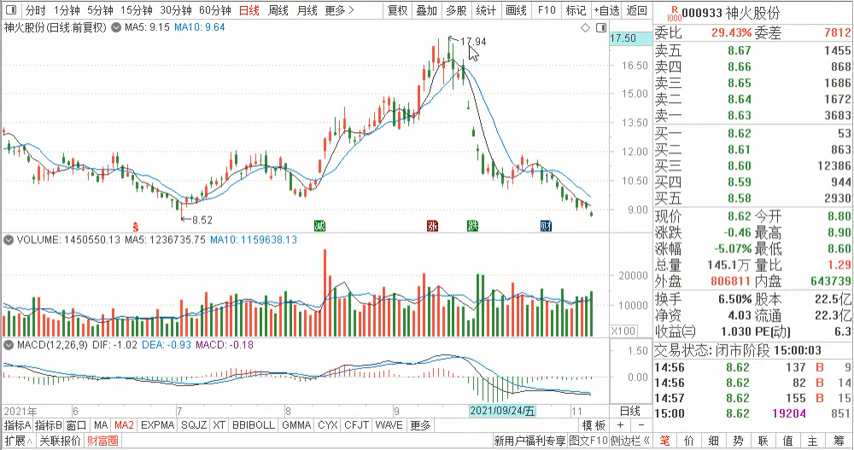 分时 1分钟 5分钟 15分钟 30分钟 60分钟 日线 周线 月线 更多 复权 叠加 多股 统计 画线 F10 标记 +自选 返回
R 1000 000933 神火股份
神火股份(日线.前复权) MA5: 9.15 MA10: 9.64
委比 29.43% 委差 7812
卖五 8.67 1455
卖四 8.66 868
卖三 8.65 1686
卖二 8.64 1672
卖一 8.63 3683
买一 8.62 53
买二 8.61 863
买三 8.60 12386
买四 8.59 944
买五 8.58 2930
现价 8.62 今开 8.80
涨跌 -0.46 最高 8.90
涨幅 -5.07% 最低 8.60
总量 145.1万 量比 1.29
外盘 806811 内盘 643739
换手 6.50% 股本 22.5亿
净资 4.03 流通 22.3亿
收益㈢ 1.030 PE(动) 6.3
交易状态: 闭市阶段 15:00:03
14:56 8.62 137 B 9
14:56 8.62 82 B 14
14:57 8.62 155 B 15
15:00 8.62 19204 851
笔 价 细 势 联 值 主 筹
17.50
16.50
15.00
13.50
12.00
10.50
9.00
17.94
8.52
$ 减 涨 跌 财
VOLUME: 1450550.13 MA5: 1236735.75 MA10: 1159638.13
20000
10000
X100
MACD(12,26,9) DIF: -1.02 DEA: -0.93 MACD: -0.18
1.50
0.00
2021年 6 7 8 9 2021/09/24/五 11 日线
指标A 指标B 窗口 MA MA2 EXPMA SQJZ XT BBIBOLL GMMA CYX CFJT WAVE 更多 模板 + -
扩展∧ 关联报价 财富圈 新用户福利专享 图文F10 侧边栏《